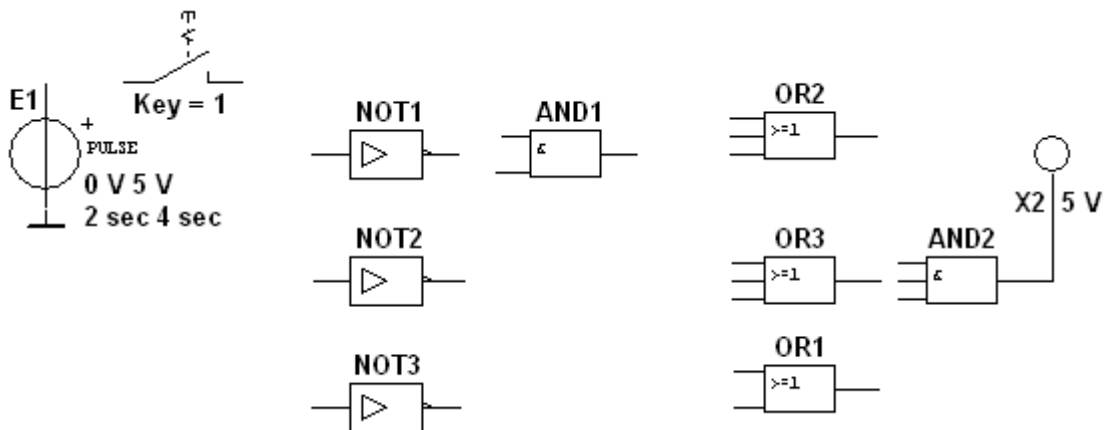 E1
+
PULSE
0 V 5 V
2 sec 4 sec
Key = 1
NOT1
AND1
&
OR2
>=1
X2 5 V
NOT2
OR3
>=1
AND2
&
NOT3
OR1
>=1